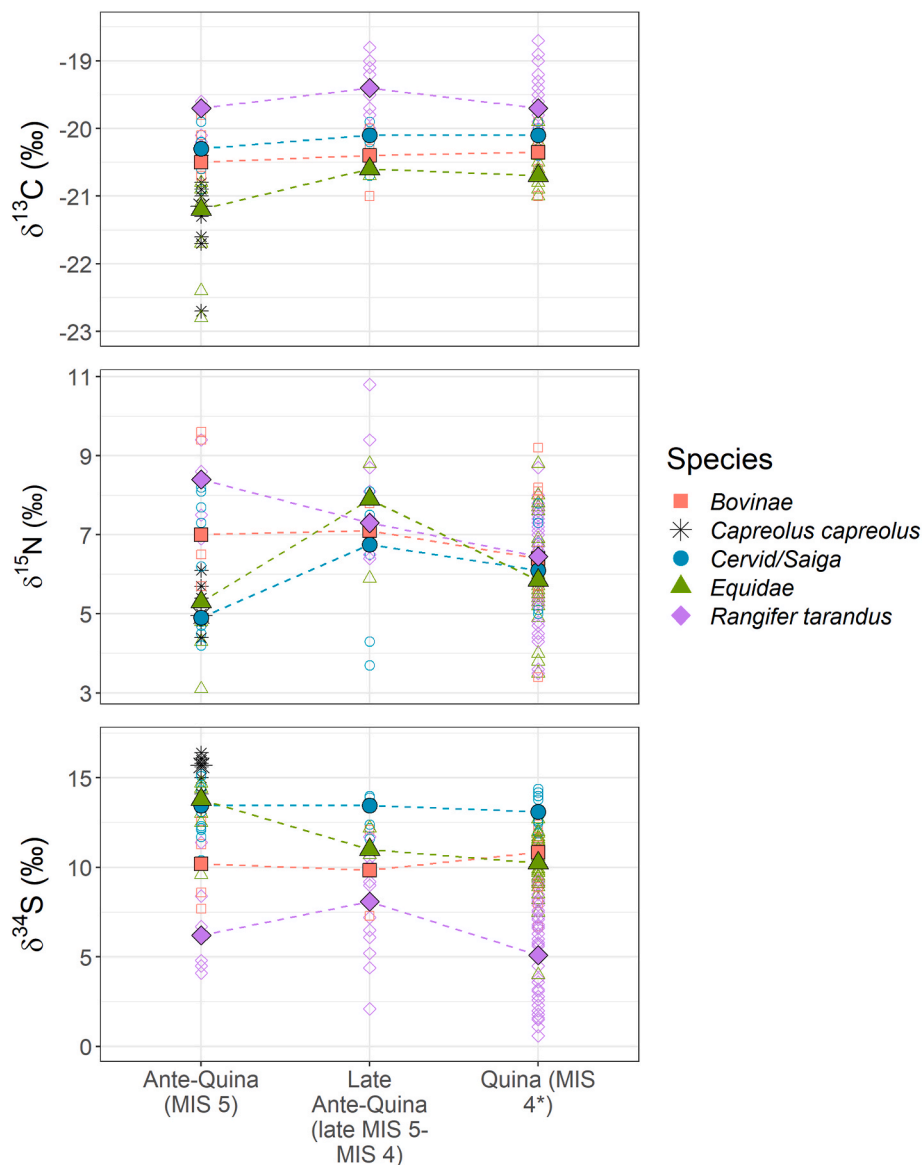 δ13C (‰)
-19
-20
-21
-22
-23
δ15N (‰)
11
9
7
5
3
δ34S (‰)
15
10
5
0
Ante-Quina
(MIS 5)
Late
Ante-Quina
(late MIS 5-
MIS 4)
Quina (MIS
4*)
Species
Bovinae
Capreolus capreolus
Cervid/Saiga
Equidae
Rangifer tarandus